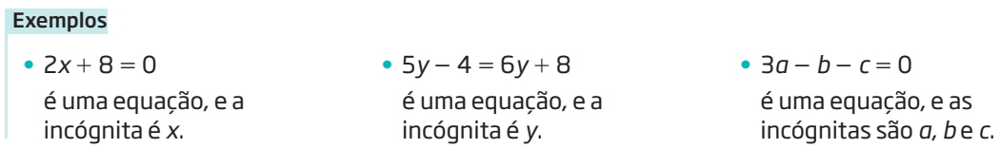 Exemplos
• 2x + 8 = 0
é uma equação, e a
incógnita é x.
• 5y − 4 = 6y + 8
é uma equação, e a
incógnita é y.
• 3a − b − c = 0
é uma equação, e as
incógnitas são a, b e c.